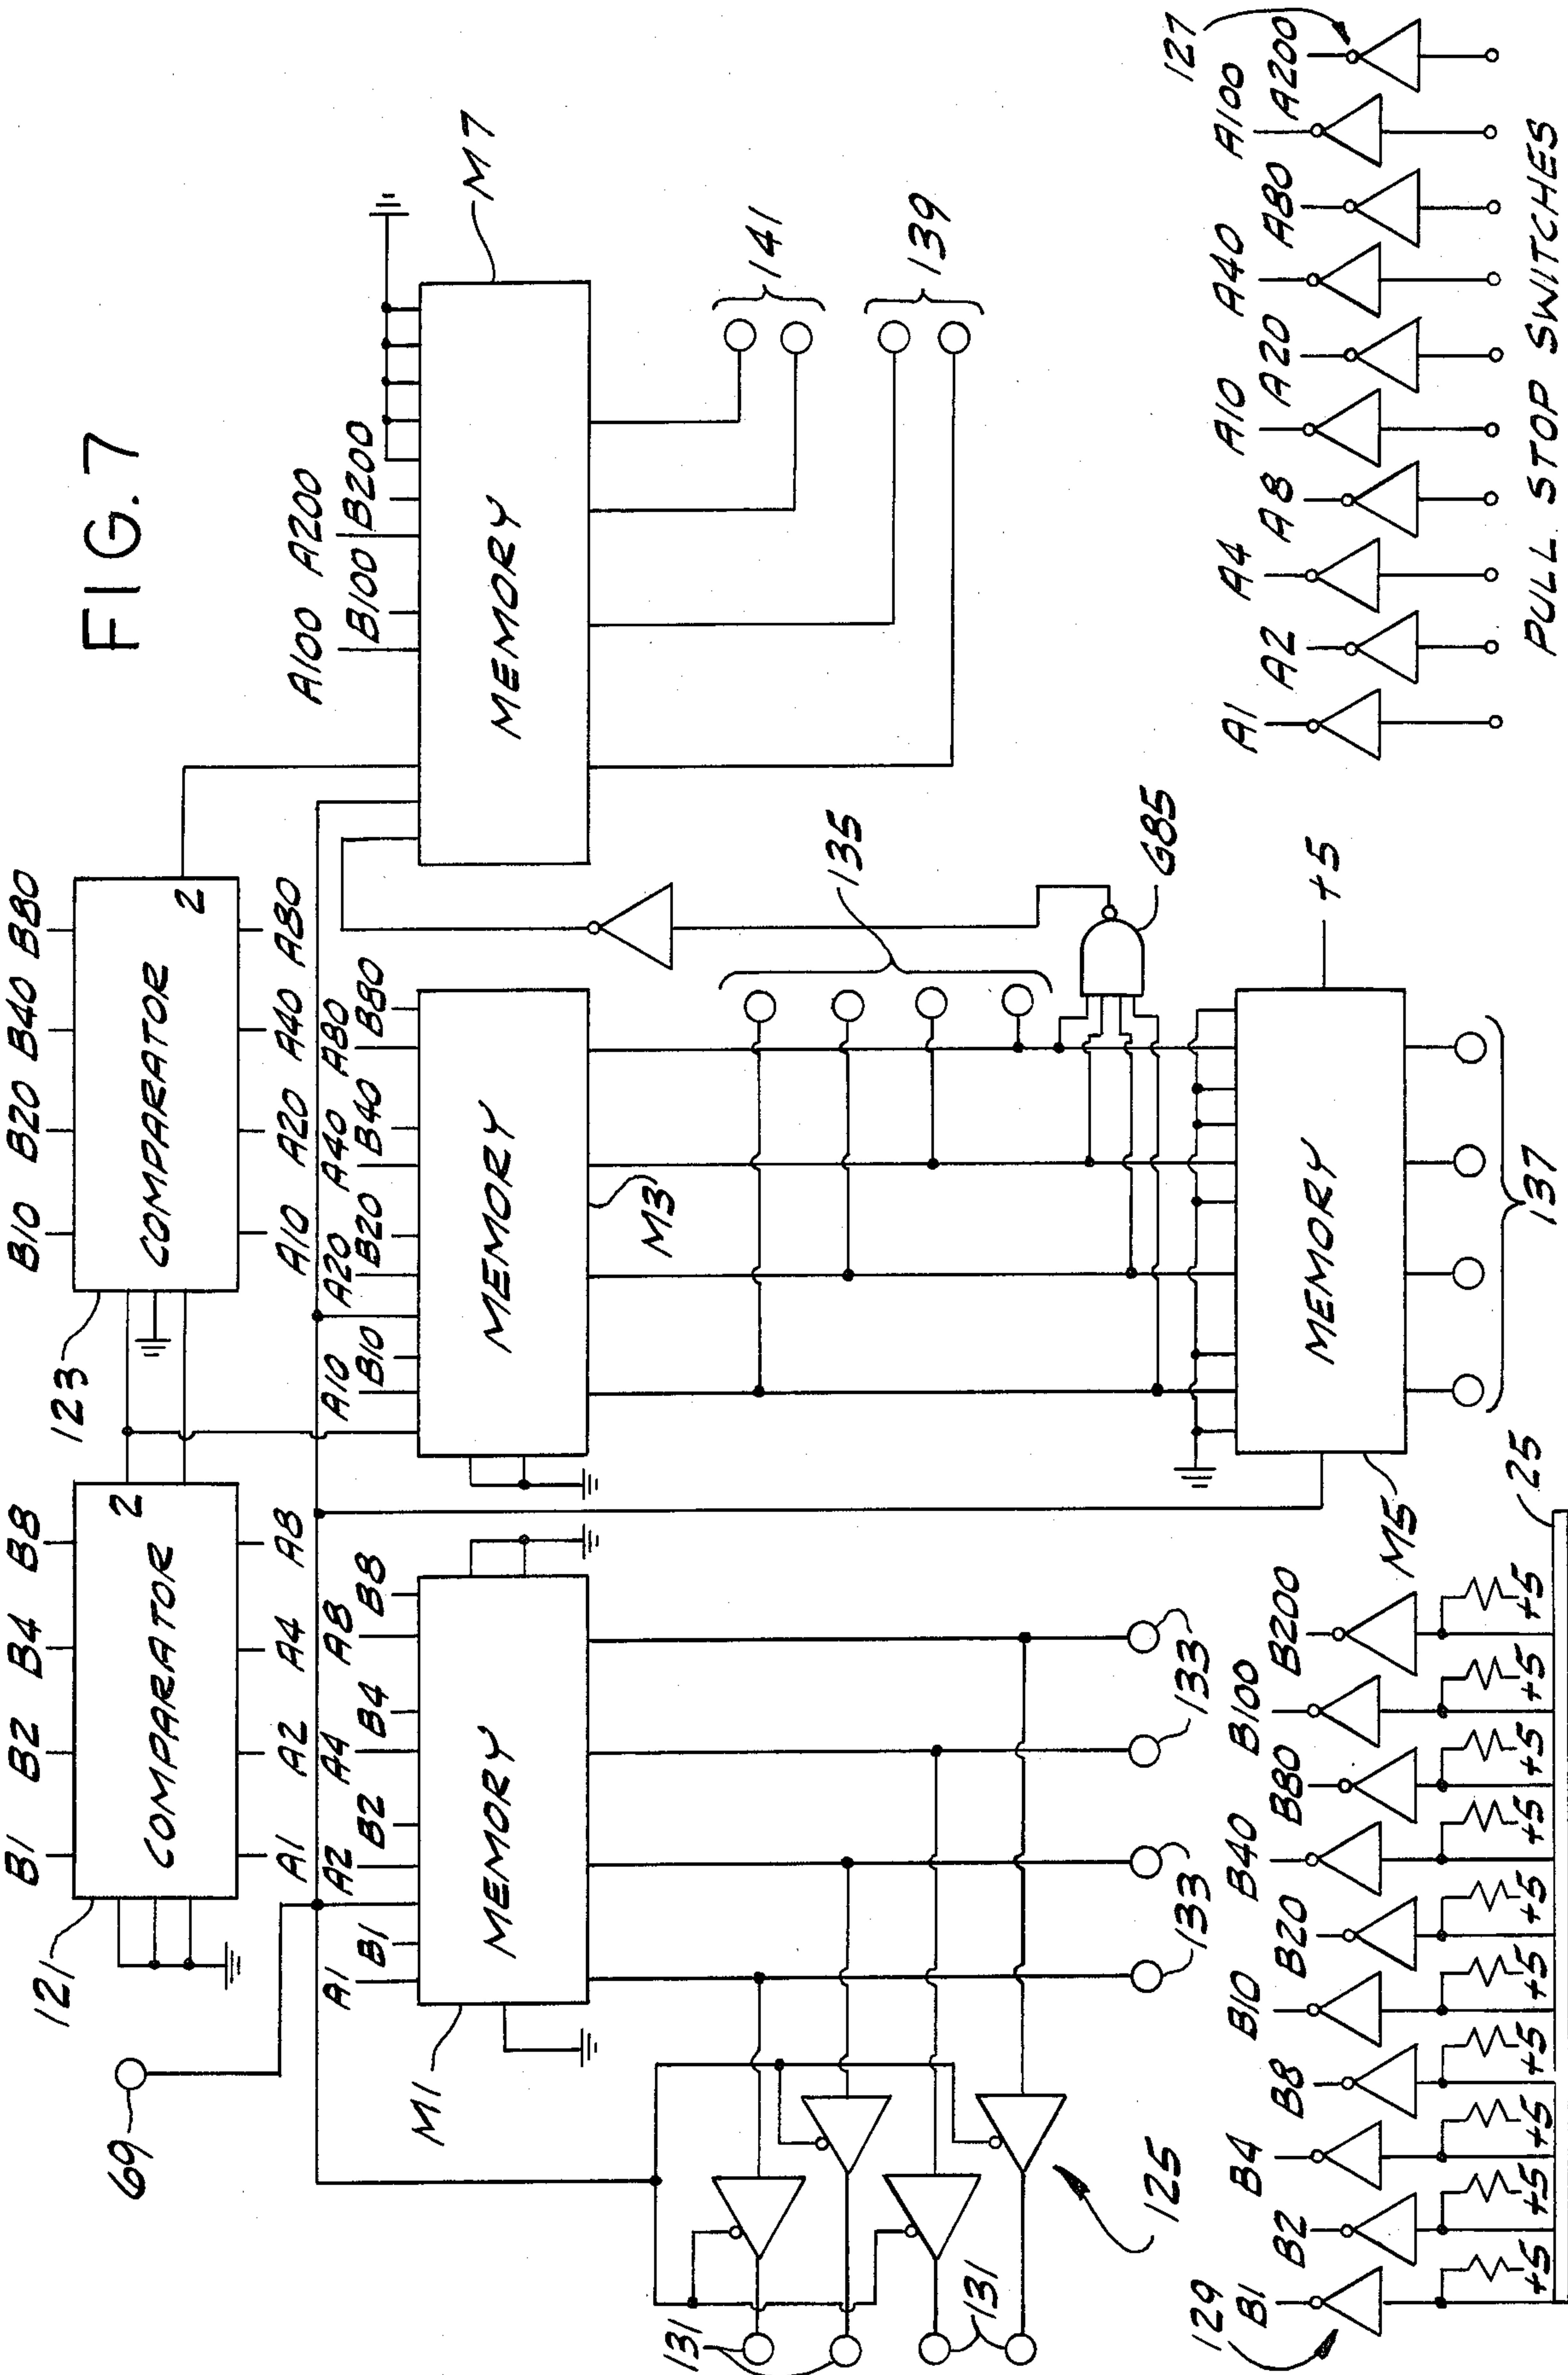 FIG. 7
B1 B2 B4 B8
B10 B20 B40 B80
121
COMPARATOR
2
123
COMPARATOR
2
69
A1 A2 A4 A8
A10 A20 A40 A80
A1 B1 A2 B2 A4 B4 A8 B8
A10 B10 A20 B20 A40 B40 A80 B80
A100 B100 A200 B200
M1
MEMORY
MEMORY
M3
MEMORY
M7
141
139
135
G85
125
131
131
133
133
MEMORY
+5
M5
137
129
B1 B2 B4 B8 B10 B20 B40 B80 B100 B200
+5 +5 +5 +5 +5 +5 +5 +5 +5 +5
25
A1 A2 A4 A8 A10 A20 A40 A80 A100 A200
127
PULL STOP SWITCHES